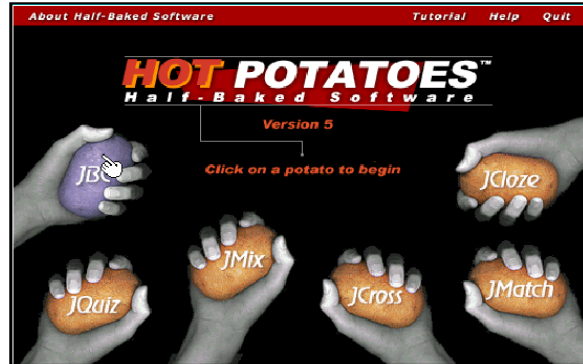 About Half-Baked Software Tutorial Help Quit
HOT POTATOES™
Half-Baked Software
Version 5
Click on a potato to begin
JCloze
JMix
JQuiz
JCross
JMatch